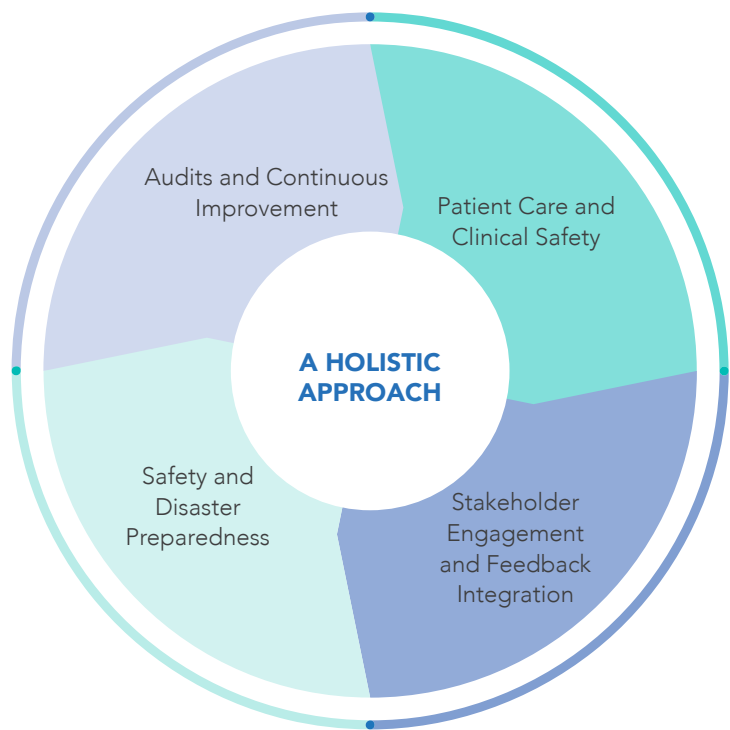 Audits and Continuous
Improvement
Patient Care and
Clinical Safety
A HOLISTIC
APPROACH
Safety and
Disaster
Preparedness
Stakeholder
Engagement
and Feedback
Integration